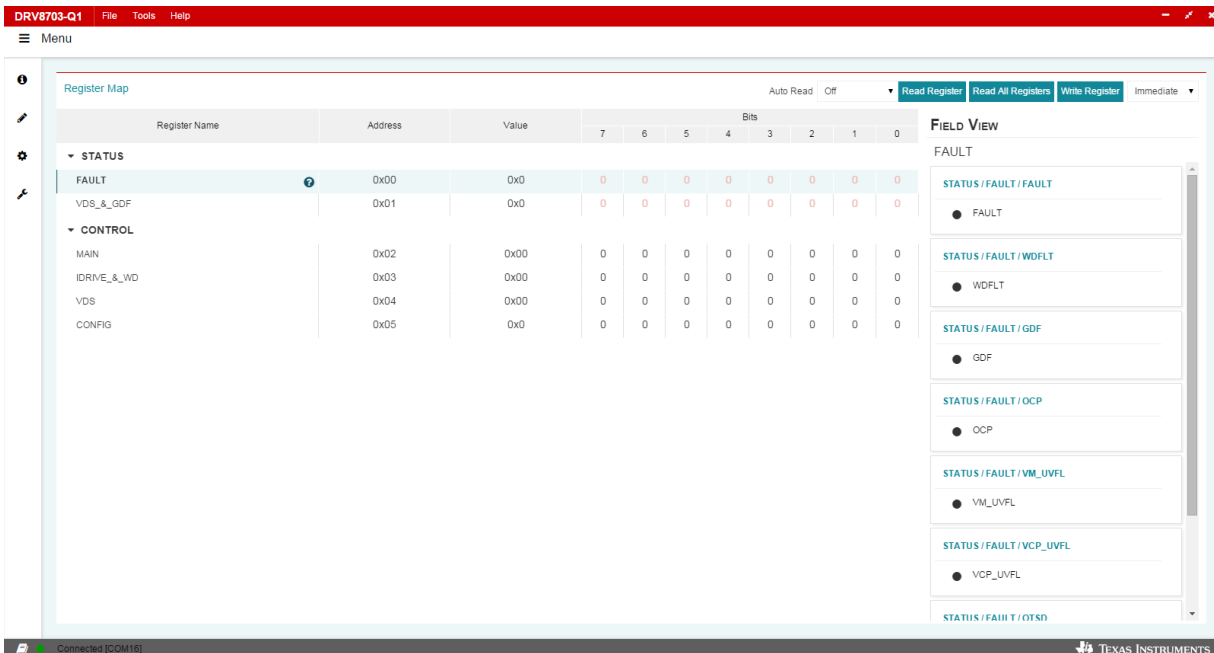 DRV8703-Q1 File Tools Help
Menu
Register Map
Auto Read Off Read Register Read All Registers Write Register Immediate
Register Name Address Value Bits
7 6 5 4 3 2 1 0
STATUS
FAULT 0x00 0x0 0 0 0 0 0 0 0 0
VDS_&_GDF 0x01 0x0 0 0 0 0 0 0 0 0
CONTROL
MAIN 0x02 0x00 0 0 0 0 0 0 0 0
IDRIVE_&_WD 0x03 0x00 0 0 0 0 0 0 0 0
VDS 0x04 0x00 0 0 0 0 0 0 0 0
CONFIG 0x05 0x0 0 0 0 0 0 0 0 0
FIELD VIEW
FAULT
STATUS / FAULT / FAULT
FAULT
STATUS / FAULT / WDFLT
WDFLT
STATUS / FAULT / GDF
GDF
STATUS / FAULT / OCP
OCP
STATUS / FAULT / VM_UVFL
VM_UVFL
STATUS / FAULT / VCP_UVFL
VCP_UVFL
STATUS / FAULT / OTSD
Connected [COM16]
TEXAS INSTRUMENTS